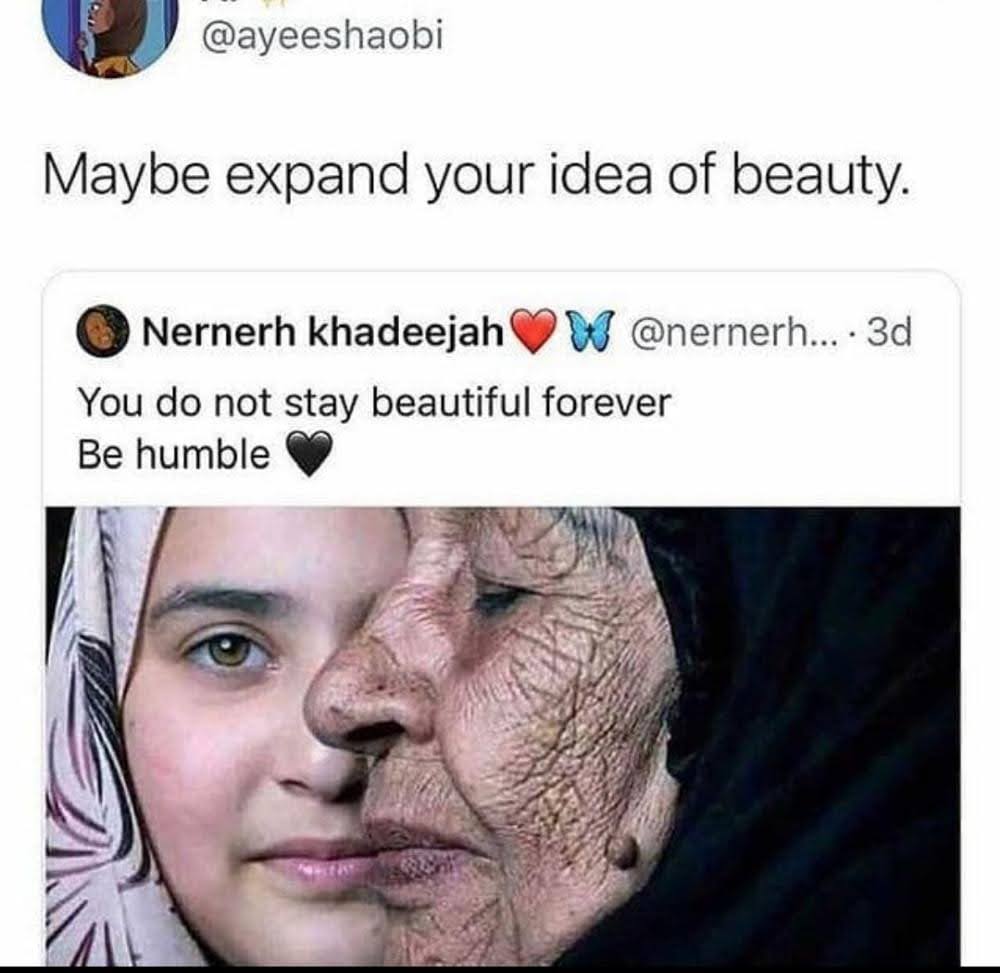 @ayeeshaobi
Maybe expand your idea of beauty.
Nernerh khadeejah❤️🦋 @nernerh... · 3d
You do not stay beautiful forever
Be humble 🖤